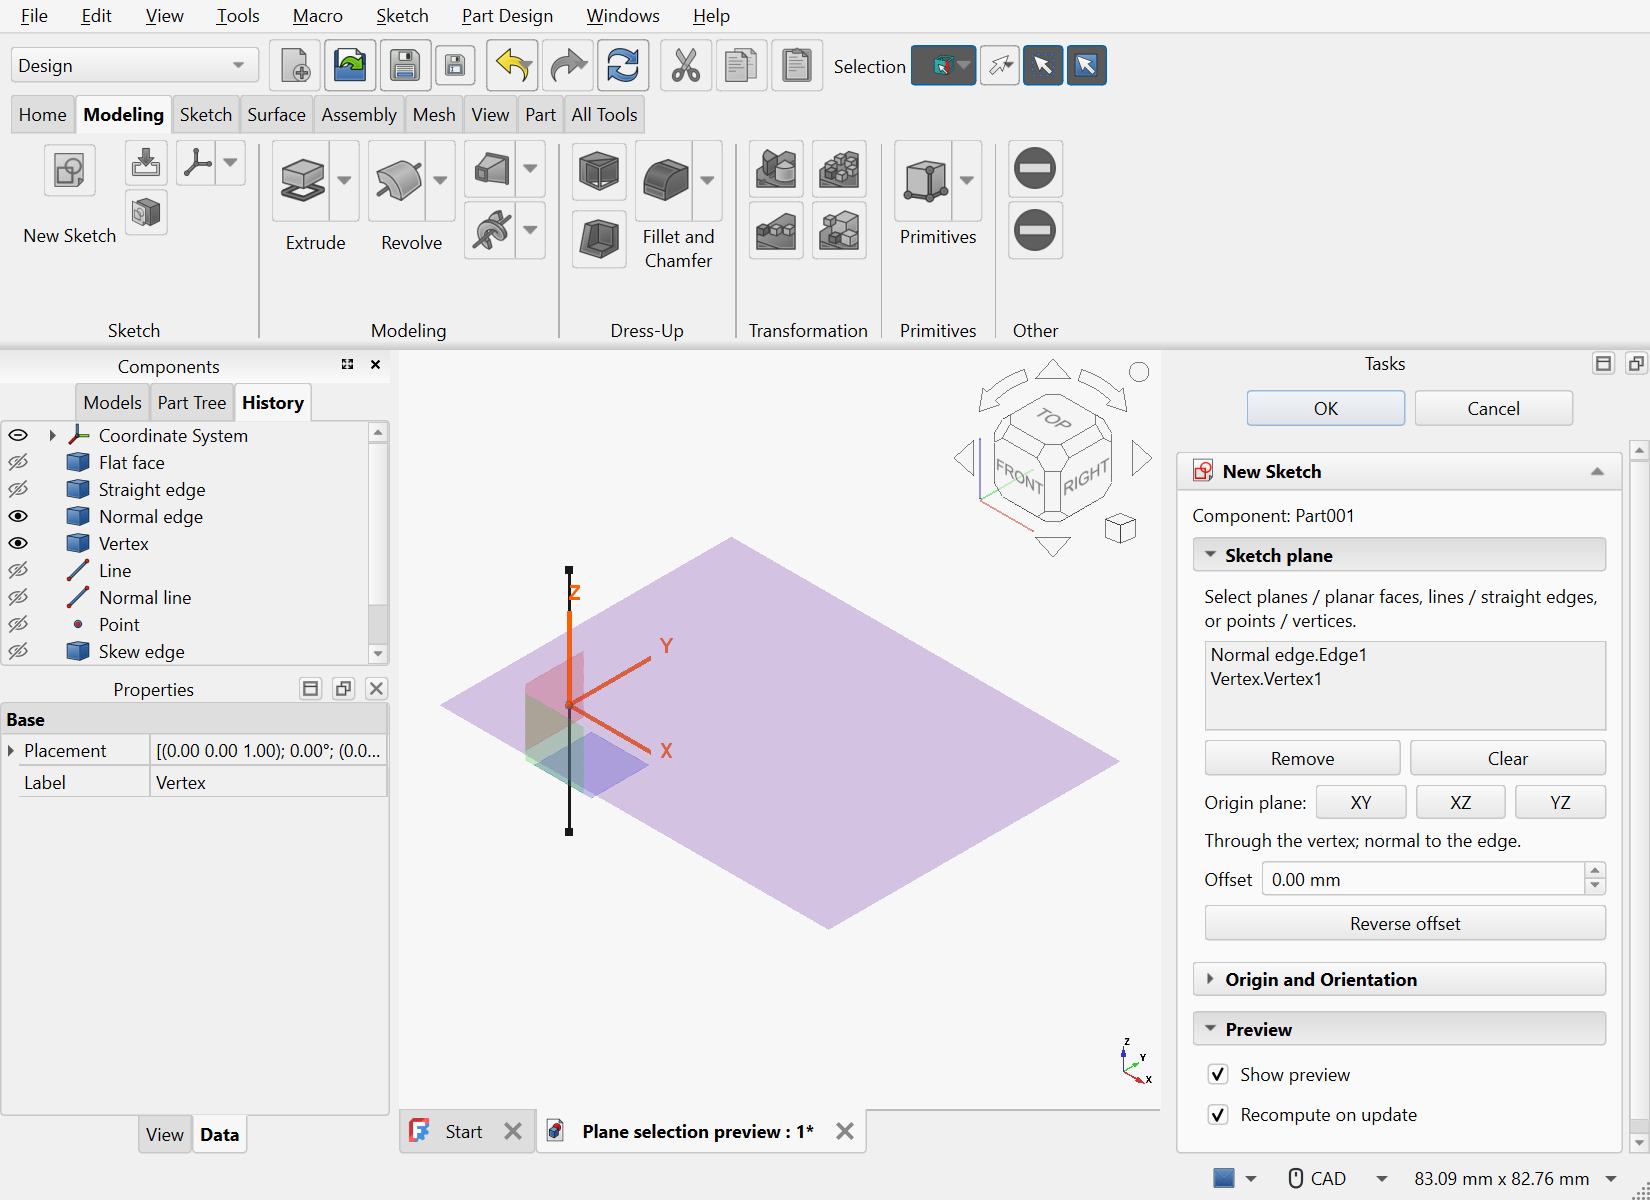 File Edit View Tools Macro Sketch Part Design Windows Help
Design
Selection
Home Modeling Sketch Surface Assembly Mesh View Part All Tools
New Sketch
Extrude
Revolve
Fillet and
Chamfer
Primitives
Sketch Modeling Dress-Up Transformation Primitives Other
Components
Models Part Tree History
Coordinate System
Flat face
Straight edge
Normal edge
Vertex
Line
Normal line
Point
Skew edge
Properties
Base
Placement [(0.00 0.00 1.00); 0.00°; (0.0...
Label Vertex
View Data
TOP
FRONT
RIGHT
Z
Y
X
Z
Y
X
Start
Plane selection preview : 1*
Tasks
OK Cancel
New Sketch
Component: Part001
Sketch plane
Select planes / planar faces, lines / straight edges,
or points / vertices.
Normal edge.Edge1
Vertex.Vertex1
Remove Clear
Origin plane: XY XZ YZ
Through the vertex; normal to the edge.
Offset 0.00 mm
Reverse offset
Origin and Orientation
Preview
Show preview
Recompute on update
CAD 83.09 mm x 82.76 mm